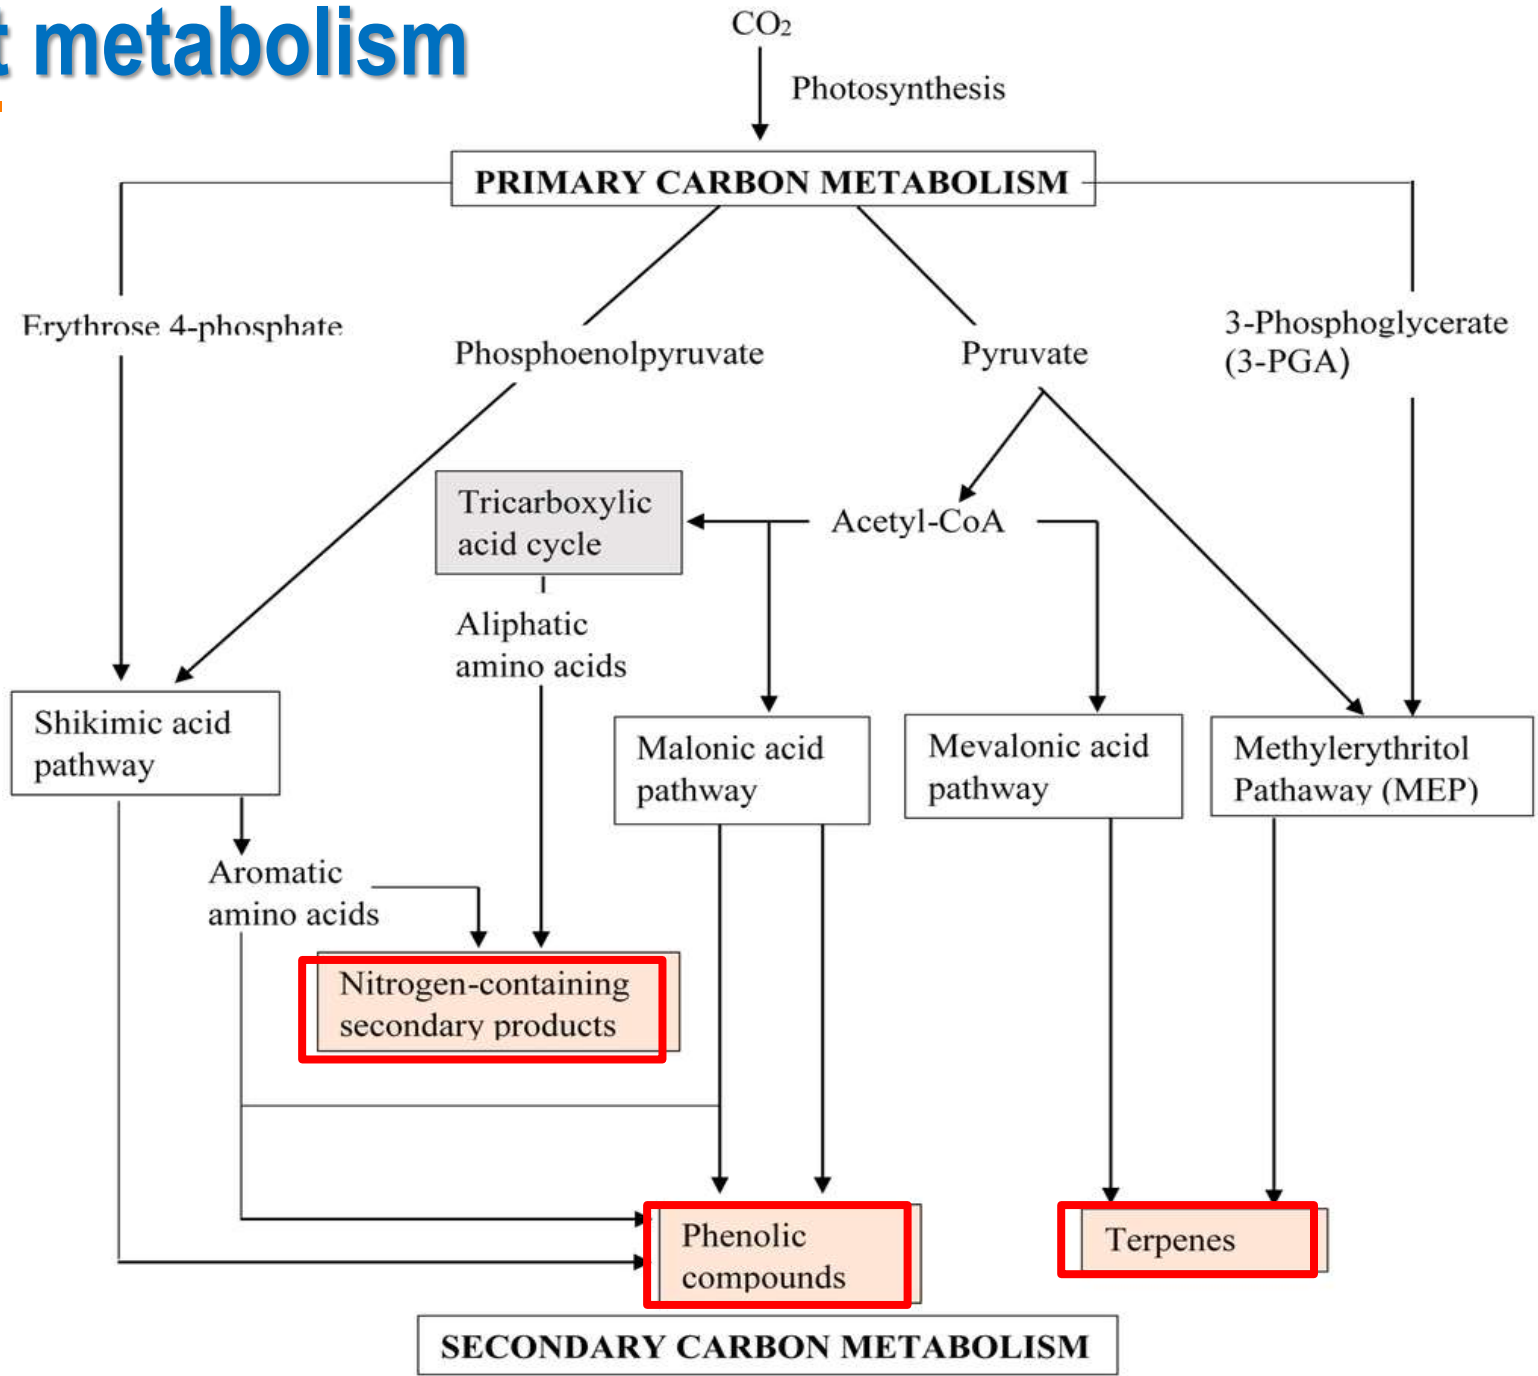 t metabolism
CO₂
Photosynthesis
PRIMARY CARBON METABOLISM
Erythrose 4-phosphate
Phosphoenolpyruvate
Pyruvate
3-Phosphoglycerate
(3-PGA)
Tricarboxylic
acid cycle
Acetyl-CoA
Aliphatic
amino acids
Shikimic acid
pathway
Malonic acid
pathway
Mevalonic acid
pathway
Methylerythritol
Pathaway (MEP)
Aromatic
amino acids
Nitrogen-containing
secondary products
Phenolic
compounds
Terpenes
SECONDARY CARBON METABOLISM